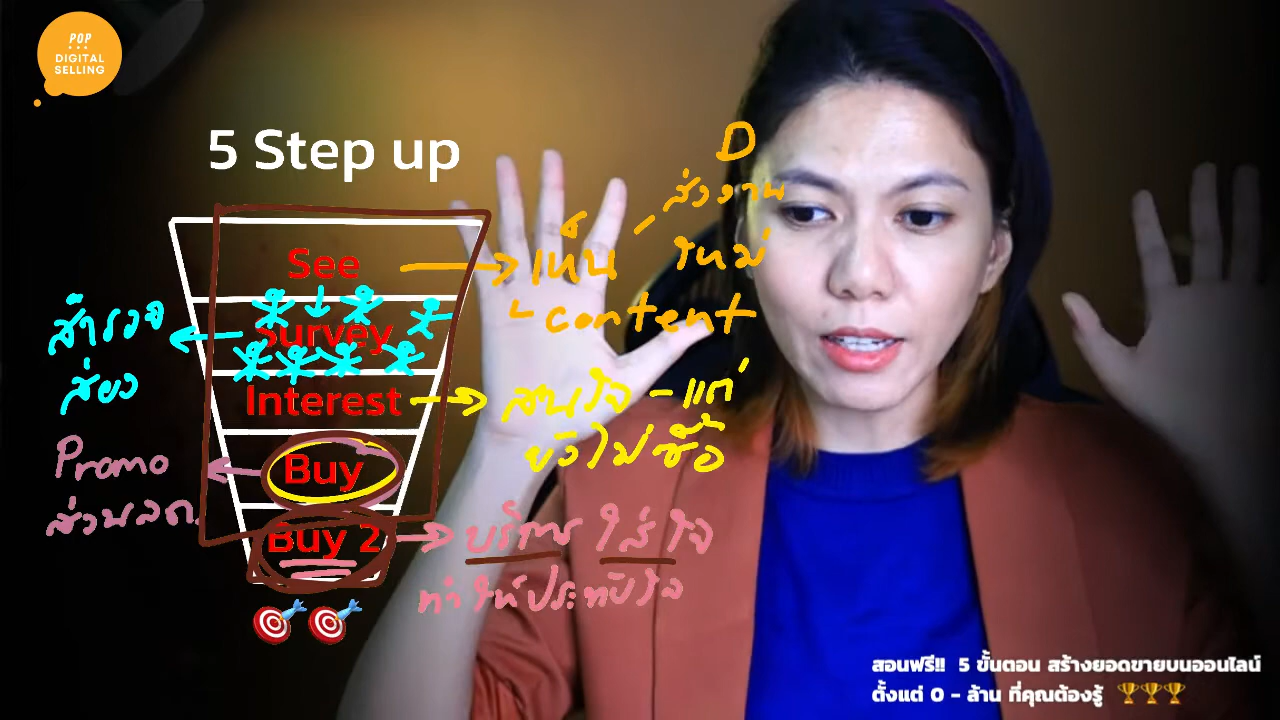 POP
DIGITAL
SELLING
5 Step up
D
ส่งงาน
ใหม่
See
เห็น
content
Survey
สำรวจ
Interest
สนใจ - แต่
ยังไม่ซื้อ
Buy
Promo
ส่วนลด
Buy 2
บริการ ใส่ใจ
ทำให้ประทับใจ
สอนฟรี!! 5 ขั้นตอน สร้างยอดขายบนออนไลน์
ตั้งแต่ 0 - ล้าน ที่คุณต้องรู้